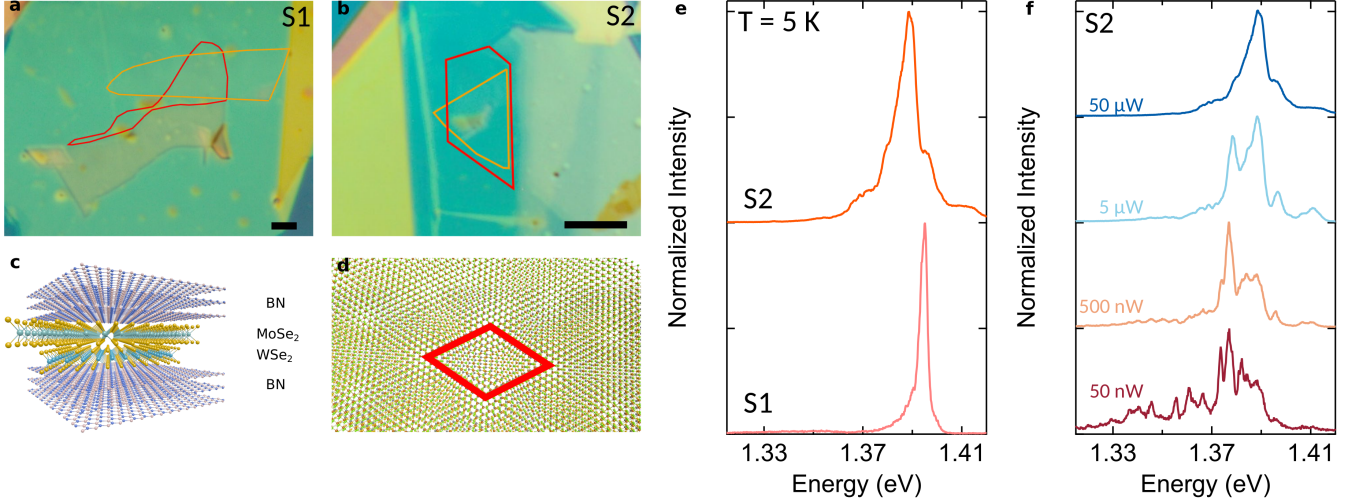 a
S1
b
S2
c
BN
MoSe₂
WSe₂
BN
d
e
T = 5 K
S2
S1
Normalized Intensity
1.33
1.37
1.41
Energy (eV)
f
S2
50 µW
5 µW
500 nW
50 nW
Normalized Intensity
1.33
1.37
1.41
Energy (eV)